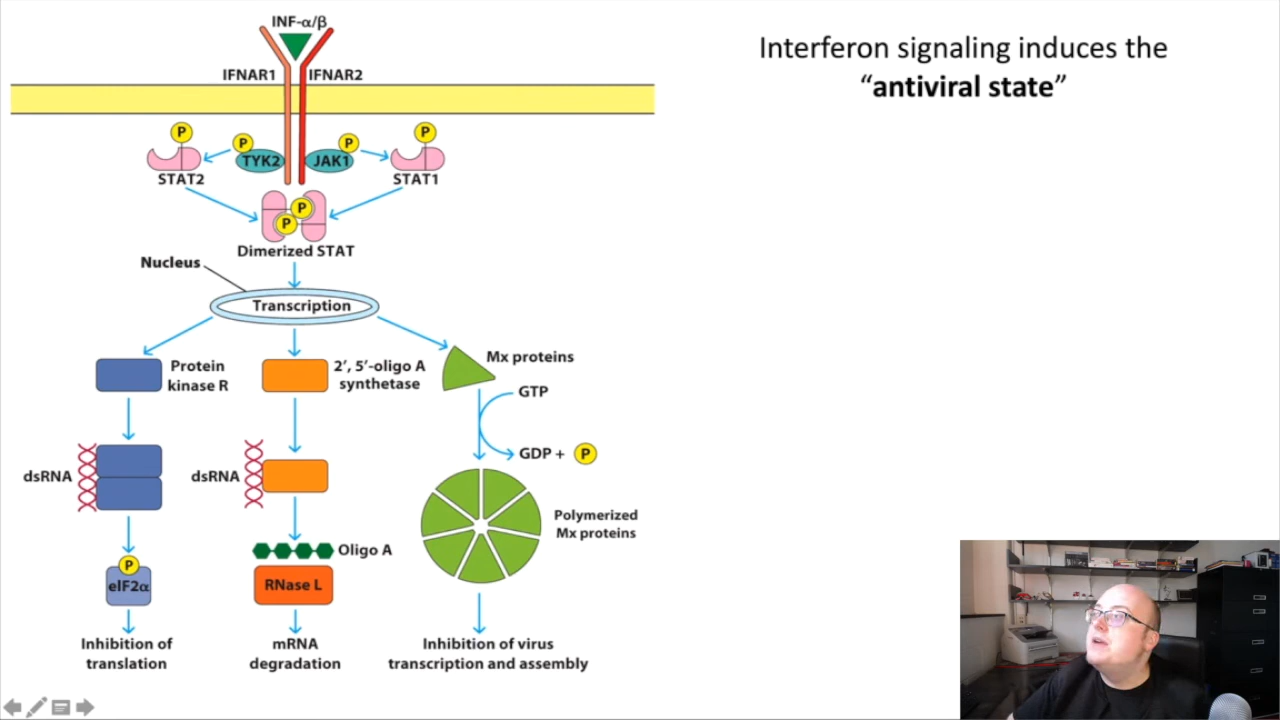 INF-α/β
IFNAR1
IFNAR2
Interferon signaling induces the
“antiviral state”
P
P
P
P
TYK2
JAK1
STAT2
STAT1
P
P
Dimerized STAT
Nucleus
Transcription
Protein
kinase R
2’, 5’-oligo A
synthetase
Mx proteins
GTP
GDP + P
dsRNA
dsRNA
Polymerized
Mx proteins
Oligo A
P
eIF2α
RNase L
Inhibition of
translation
mRNA
degradation
Inhibition of virus
transcription and assembly